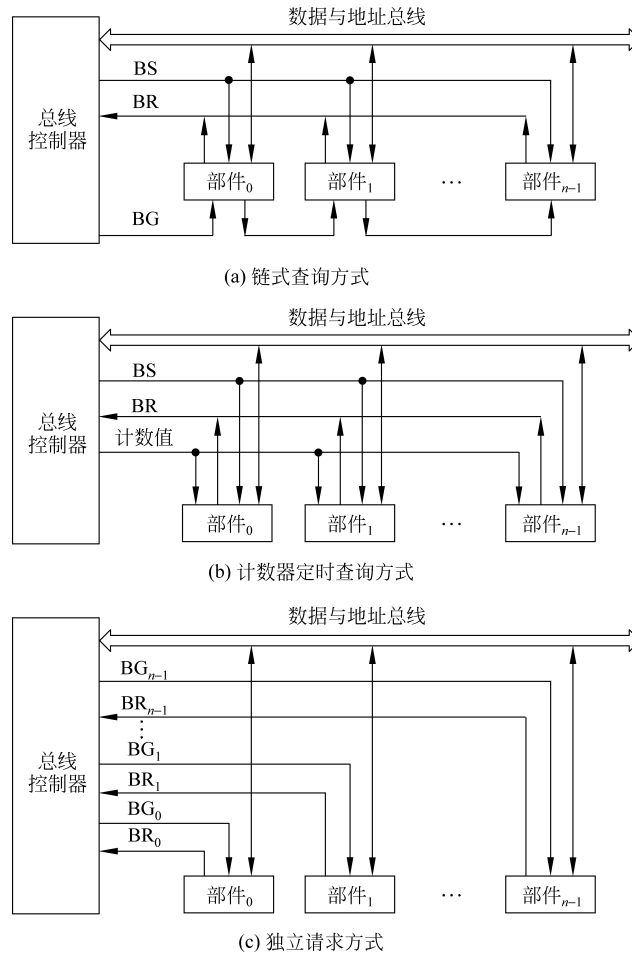 数据与地址总线
BS
BR
总线
控制器
部件₀ 部件₁ … 部件ₙ₋₁
BG
(a) 链式查询方式
数据与地址总线
BS
BR
总线
控制器
计数值
部件₀ 部件₁ … 部件ₙ₋₁
(b) 计数器定时查询方式
数据与地址总线
BGₙ₋₁
BRₙ₋₁
⋮
总线
控制器
BG₁
BR₁
BG₀
BR₀
部件₀ 部件₁ … 部件ₙ₋₁
(c) 独立请求方式